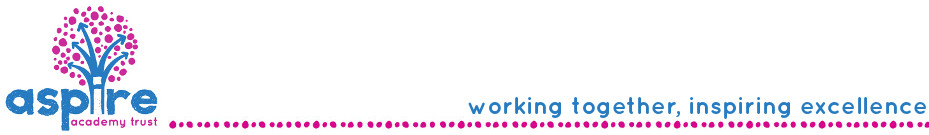 aspire
academy trust
working together, inspiring excellence